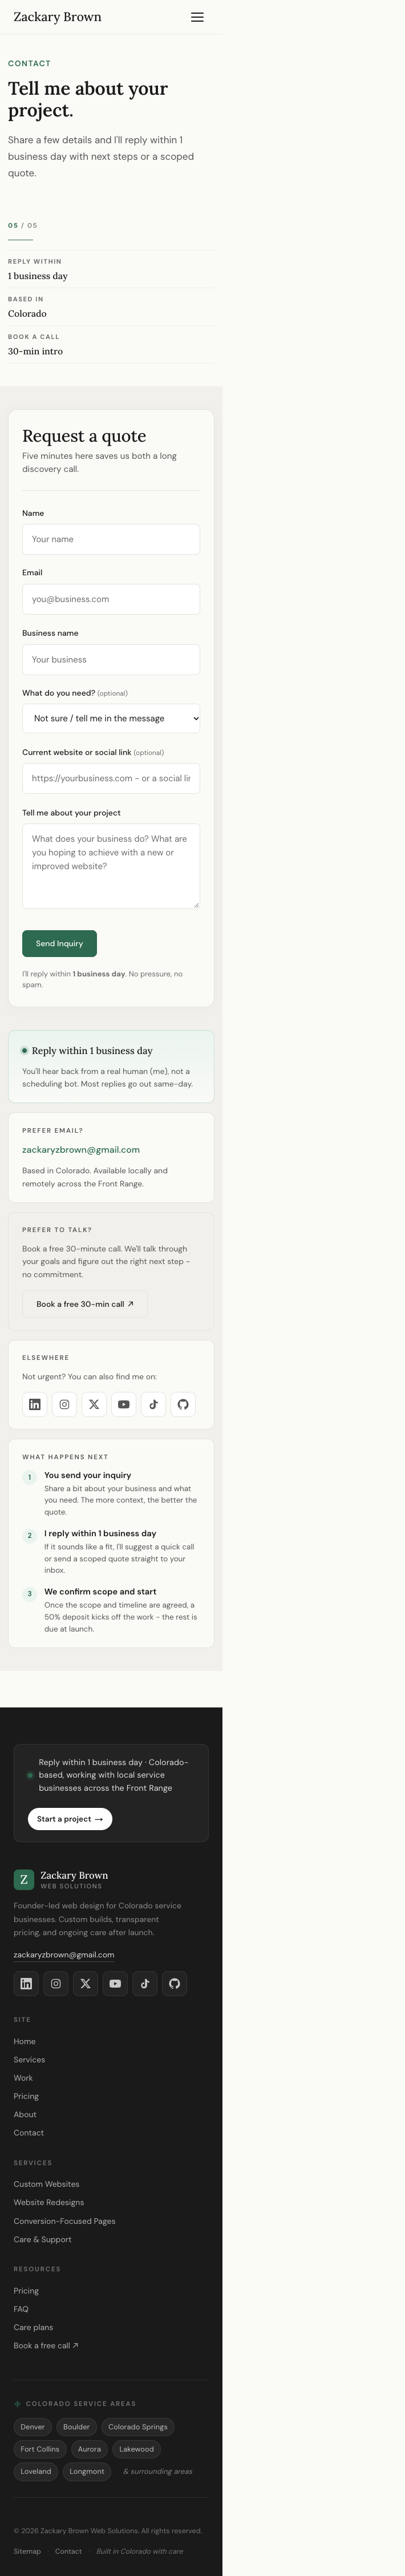 Zackary Brown
CONTACT
Tell me about your
project.
Share a few details and I'll reply within 1
business day with next steps or a scoped
quote.
05 / 05
REPLY WITHIN
1 business day
BASED IN
Colorado
BOOK A CALL
30-min intro
Request a quote
Five minutes here saves us both a long
discovery call.
Name
Your name
Email
you@business.com
Business name
Your business
What do you need? (optional)
Not sure / tell me in the message
Current website or social link (optional)
https://yourbusiness.com - or a social lin
Tell me about your project
What does your business do? What are
you hoping to achieve with a new or
improved website?
Send Inquiry
I'll reply within 1 business day. No pressure, no
spam.
Reply within 1 business day
You'll hear back from a real human (me), not a
scheduling bot. Most replies go out same-day.
PREFER EMAIL?
zackaryzbrown@gmail.com
Based in Colorado. Available locally and
remotely across the Front Range.
PREFER TO TALK?
Book a free 30-minute call. We'll talk through
your goals and figure out the right next step -
no commitment.
Book a free 30-min call ↗
ELSEWHERE
Not urgent? You can also find me on:
WHAT HAPPENS NEXT
1 You send your inquiry
Share a bit about your business and what
you need. The more context, the better the
quote.
2 I reply within 1 business day
If it sounds like a fit, I'll suggest a quick call
or send a scoped quote straight to your
inbox.
3 We confirm scope and start
Once the scope and timeline are agreed, a
50% deposit kicks off the work - the rest is
due at launch.
Reply within 1 business day · Colorado-
based, working with local service
businesses across the Front Range
Start a project →
Z Zackary Brown
WEB SOLUTIONS
Founder-led web design for Colorado service
businesses. Custom builds, transparent
pricing, and ongoing care after launch.
zackaryzbrown@gmail.com
SITE
Home
Services
Work
Pricing
About
Contact
SERVICES
Custom Websites
Website Redesigns
Conversion-Focused Pages
Care & Support
RESOURCES
Pricing
FAQ
Care plans
Book a free call ↗
COLORADO SERVICE AREAS
Denver Boulder Colorado Springs
Fort Collins Aurora Lakewood
Loveland Longmont & surrounding areas
© 2026 Zackary Brown Web Solutions. All rights reserved.
Sitemap · Contact · Built in Colorado with care